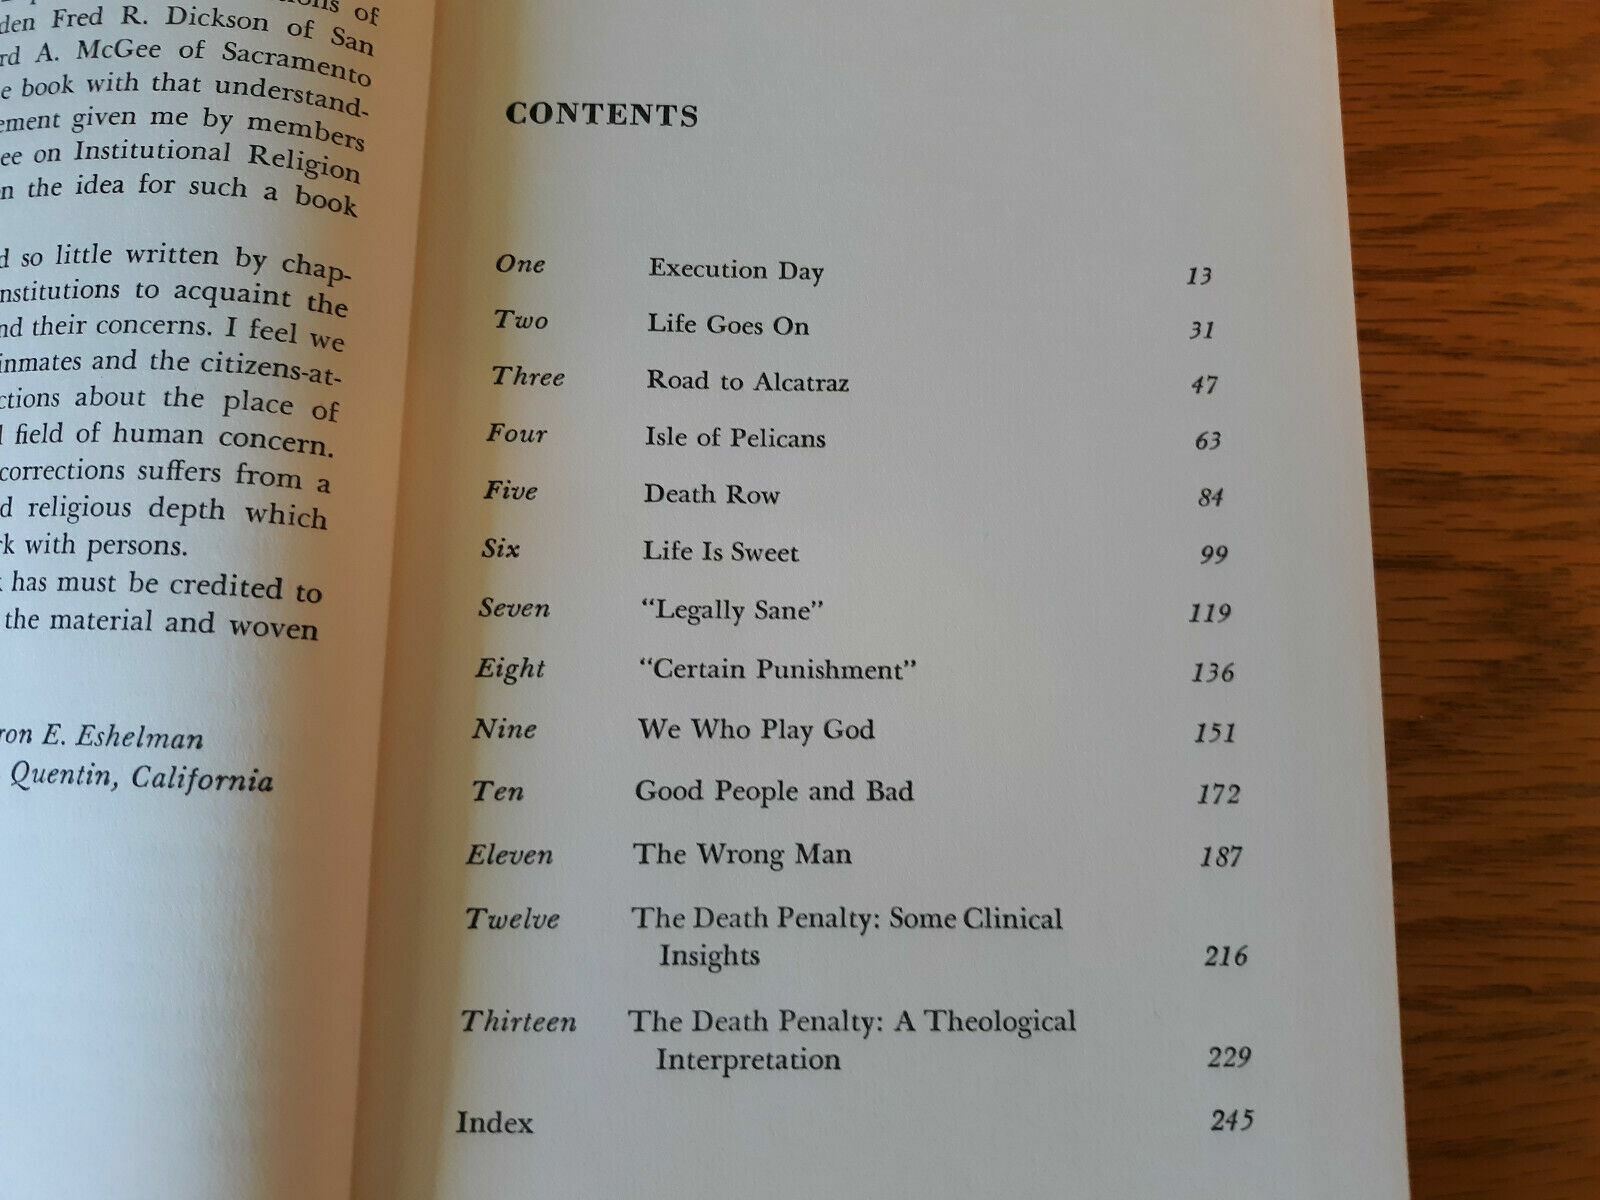 of
den Fred R. Dickson of San
rd A. McGee of Sacramento
e book with that understand-
ement given me by members
ee on Institutional Religion
n the idea for such a book
d so little written by chap-
nstitutions to acquaint the
nd their concerns. I feel we
inmates and the citizens-at-
ctions about the place of
l field of human concern.
corrections suffers from a
d religious depth which
rk with persons.
has must be credited to
the material and woven
ron E. Eshelman
Quentin, California
CONTENTS
One Execution Day 13
Two Life Goes On 31
Three Road to Alcatraz 47
Four Isle of Pelicans 63
Five Death Row 84
Six Life Is Sweet 99
Seven “Legally Sane” 119
Eight “Certain Punishment” 136
Nine We Who Play God 151
Ten Good People and Bad 172
Eleven The Wrong Man 187
Twelve The Death Penalty: Some Clinical
Insights 216
Thirteen The Death Penalty: A Theological
Interpretation 229
Index 245